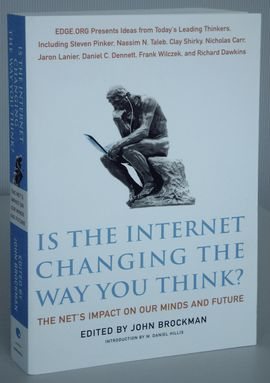 EDGE.ORG Presents Ideas from Today's Leading Thinkers,
Including Steven Pinker, Nassim N. Taleb, Clay Shirky, Nicholas Carr,
Jaron Lanier, Daniel C. Dennett, Frank Wilczek, and Richard Dawkins
IS THE INTERNET
CHANGING THE
WAY YOU THINK?
THE NET'S IMPACT ON OUR MINDS AND FUTURE
EDITED BY JOHN BROCKMAN
INTRODUCTION BY W. DANIEL HILLIS
IS THE INTERNET
CHANGING
THE WAY YOU THINK?
EDITED BY
JOHN BROCKMAN